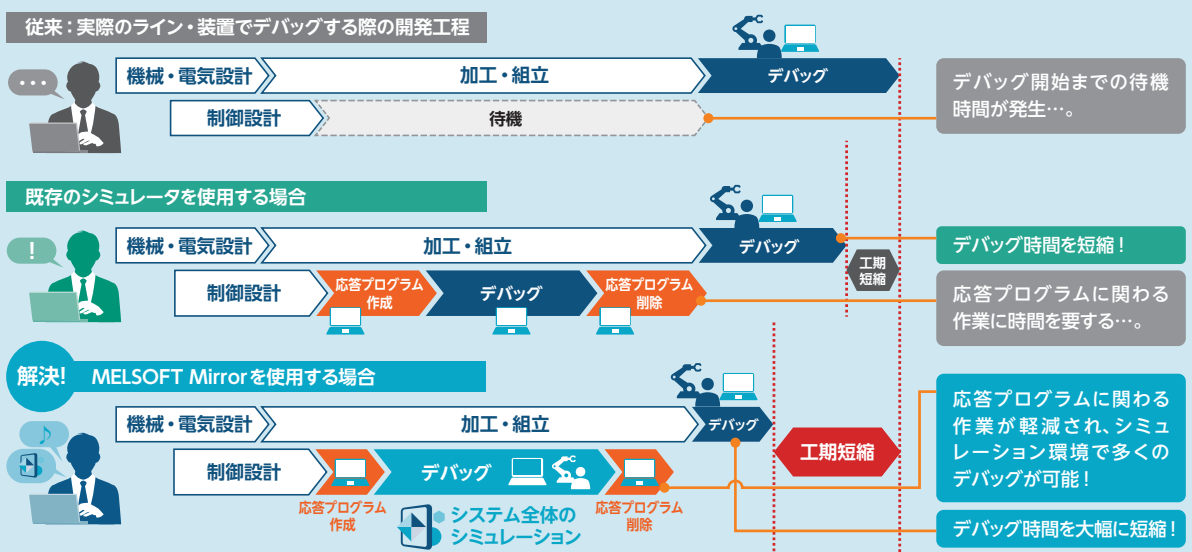 従来：実際のライン・装置でデバッグする際の開発工程
…
機械・電気設計
加工・組立
デバッグ
制御設計
待機
デバッグ開始までの待機
時間が発生…。
既存のシミュレータを使用する場合
!
機械・電気設計
加工・組立
デバッグ
工期
短縮
デバッグ時間を短縮！
制御設計
応答プログラム
作成
デバッグ
応答プログラム
削除
応答プログラムに関わる
作業に時間を要する…。
解決!
MELSOFT Mirrorを使用する場合
♪
機械・電気設計
加工・組立
デバッグ
工期短縮
制御設計
応答プログラム
作成
デバッグ
システム全体の
シミュレーション
応答プログラム
削除
応答プログラムに関わる
作業が軽減され、シミュ
レーション環境で多くの
デバッグが可能！
デバッグ時間を大幅に短縮！